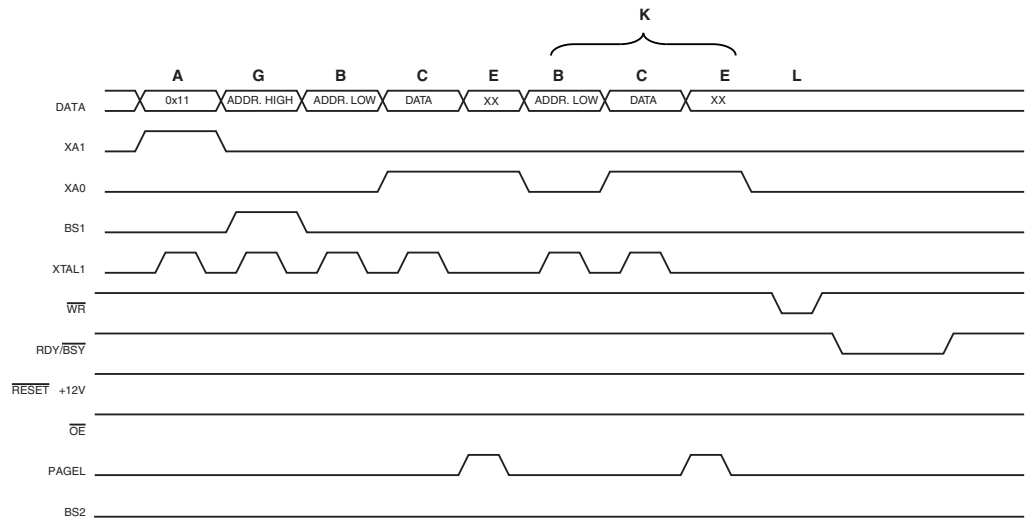 K
A G B C E B C E L
DATA 0x11 ADDR. HIGH ADDR. LOW DATA XX ADDR. LOW DATA XX
XA1
XA0
BS1
XTAL1
WR
RDY/BSY
RESET +12V
OE
PAGEL
BS2